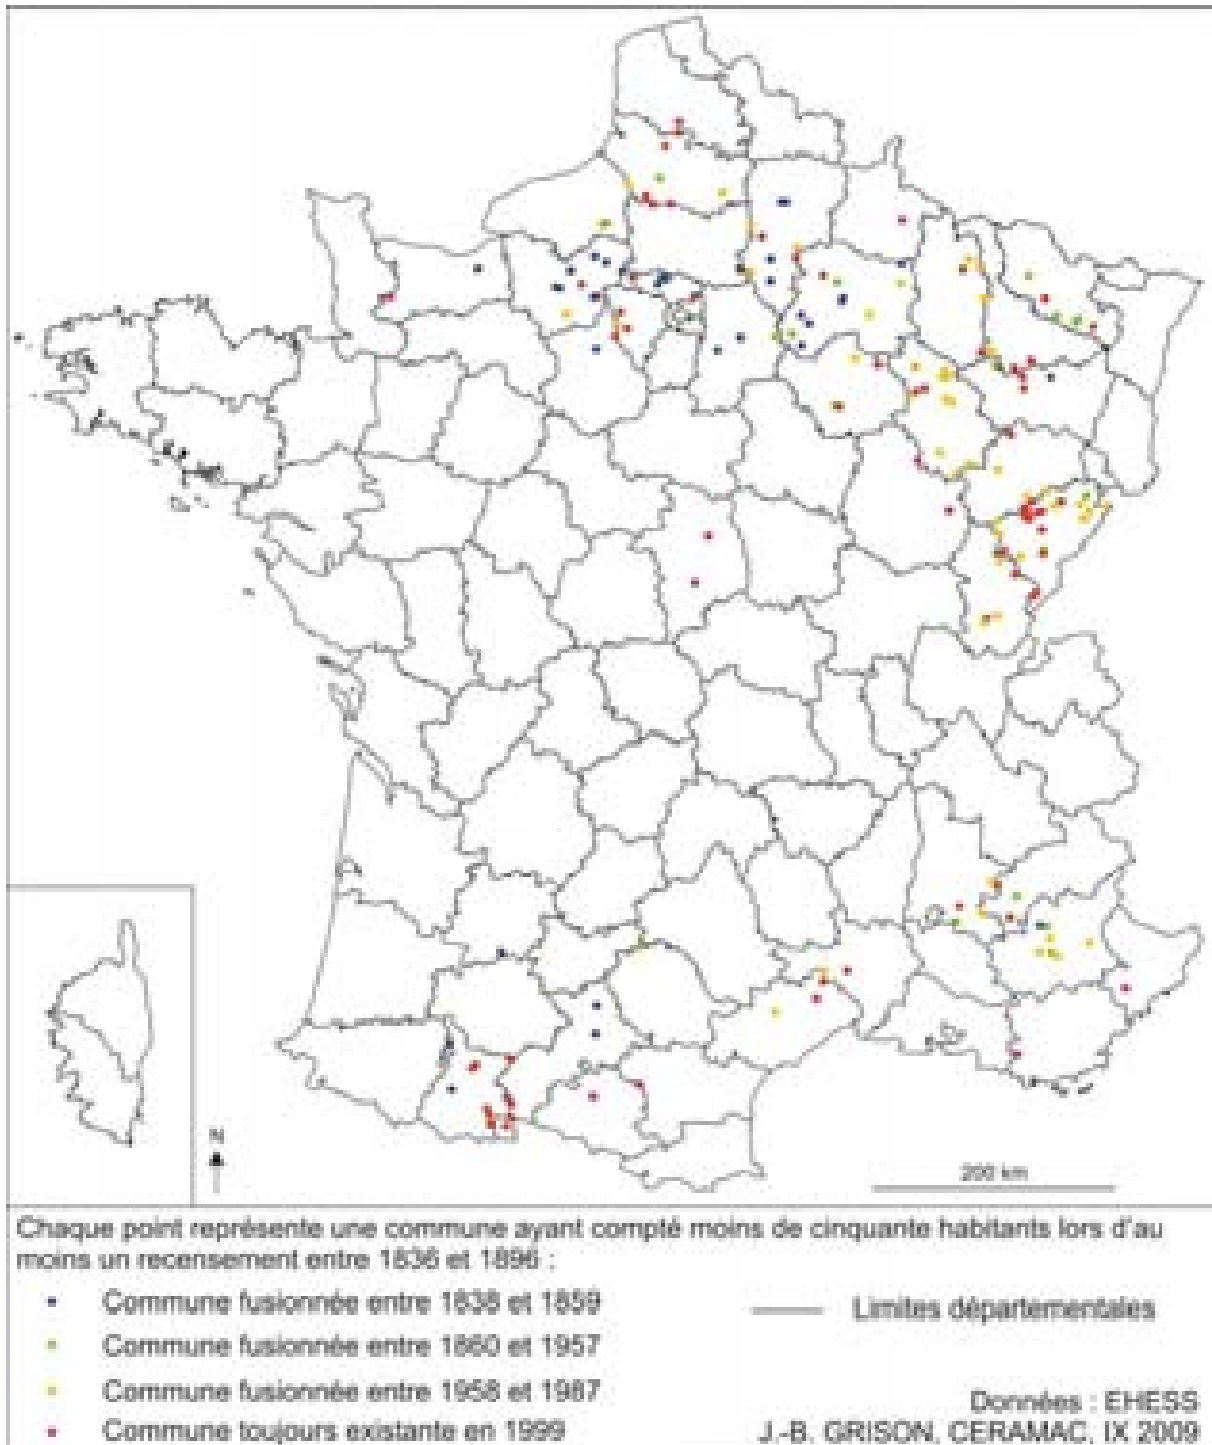 N
200 km
Chaque point représente une commune ayant compté moins de cinquante habitants lors d'au
moins un recensement entre 1836 et 1896 :
Commune fusionnée entre 1838 et 1859
Limites départementales
Commune fusionnée entre 1860 et 1957
Commune fusionnée entre 1958 et 1987
Données : EHESS
Commune toujours existante en 1999
J.-B. GRISON, CERAMAC, IX 2009